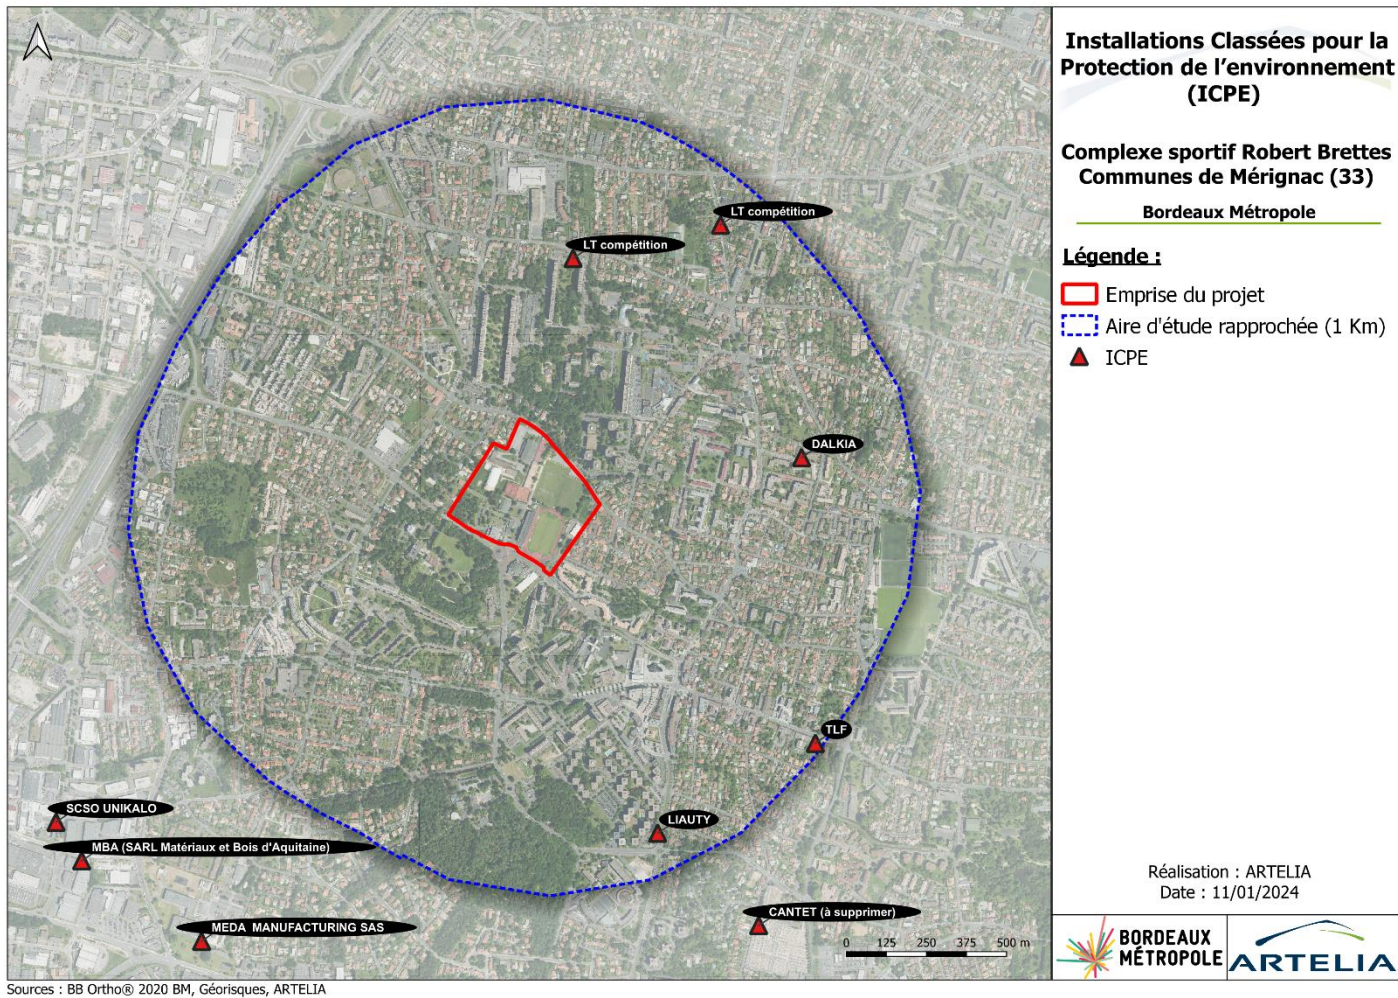 Installations Classées pour la
Protection de l'environnement
(ICPE)
Complexe sportif Robert Brettes
Communes de Mérignac (33)
Bordeaux Métropole
Légende :
Emprise du projet
Aire d'étude rapprochée (1 Km)
ICPE
LT compétition
LT compétition
DALKIA
TLF
SCSO UNIKALO
LIAUTY
MBA (SARL Matériaux et Bois d'Aquitaine)
MEDA MANUFACTURING SAS
CANTET (à supprimer)
0 125 250 375 500 m
Réalisation : ARTELIA
Date : 11/01/2024
BORDEAUX
MÉTROPOLE
ARTELIA
Sources : BB Ortho® 2020 BM, Géorisques, ARTELIA